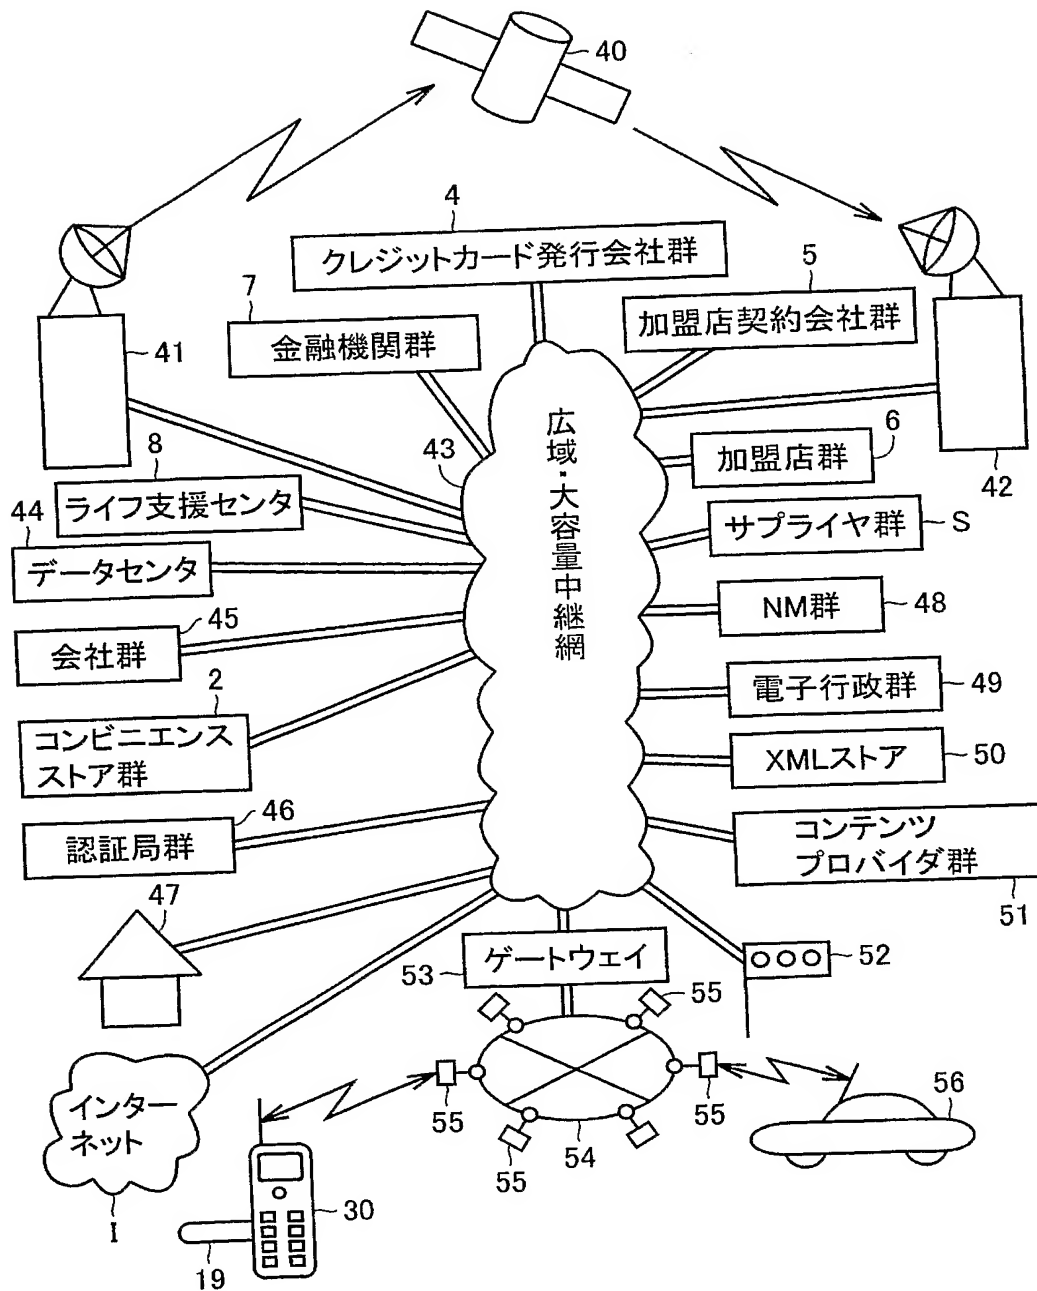 40
4
クレジットカード発行会社群
5
加盟店契約会社群
7
金融機関群
41
42
広域・大容量中継網
43
6
加盟店群
8
ライフ支援センタ
サプライヤ群
S
44
データセンタ
NM群
48
45
会社群
電子行政群
49
2
コンビニエンス
ストア群
XMLストア
50
46
認証局群
コンテンツ
プロバイダ群
51
47
53
ゲートウェイ
52
55
インター
ネット
I
55
55
55
54
56
30
19